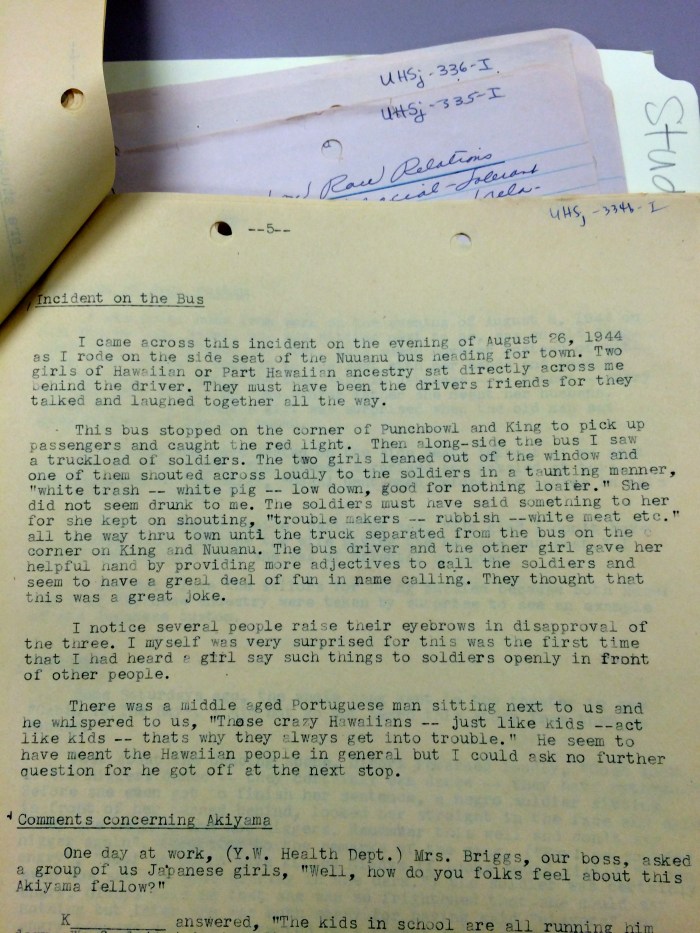 UHSj-336-I
UHSj-335-I
Race Relations
Stud
UHSj-334b-I
--5--
Incident on the Bus
I came across this incident on the evening of August 26, 1944
as I rode on the side seat of the Nuuanu bus heading for town. Two
girls of Hawaiian or Part Hawaiian ancestry sat directly across me
behind the driver. They must have been the drivers friends for they
talked and laughed together all the way.
This bus stopped on the corner of Punchbowl and King to pick up
passengers and caught the red light. Then along-side the bus I saw
a truckload of soldiers. The two girls leaned out of the window and
one of them shouted across loudly to the soldiers in a taunting manner,
"white trash -- white pig -- low down, good for nothing loafer." She
did not seem drunk to me. The soldiers must have said something to her
for she kept on shouting, "trouble makers -- rubbish --white meat etc."
all the way thru town unti the truck separated from the bus on the
corner on King and Nuuanu. The bus driver and the other girl gave her
helpful hand by providing more adjectives to call the soldiers and
seem to have a greal deal of fun in name calling. They thought that
this was a great joke.
I notice several people raise their eyebrows in disapproval of
the three. I myself was very surprised for this was the first time
that I had heard a girl say such things to soldiers openly in front
of other people.
There was a middle aged Portuguese man sitting next to us and
he whispered to us, "Those crazy Hawaiians -- just like kids --act
like kids -- thats why they always get into trouble." He seem to
have meant the Hawaiian people in general but I could ask no further
question for he got off at the next stop.
Comments concerning Akiyama
One day at work, (Y.W. Health Dept.) Mrs. Briggs, our boss, asked
a group of us Japanese girls, "Well, how do you folks feel about this
Akiyama fellow?"
K__________ answered, "The kids in school are all running him